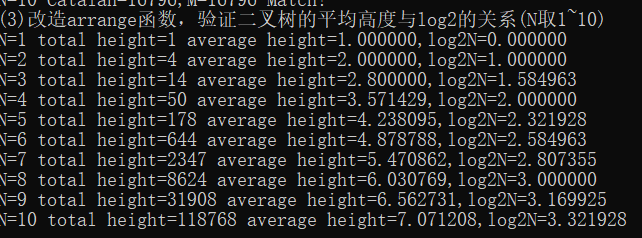 N=10 Catalan=16796,M=16796 Match!
(3)改造arrange函数，验证二叉树的平均高度与log2的关系(N取1~10)
N=1 total height=1 average height=1.000000,log2N=0.000000
N=2 total height=4 average height=2.000000,log2N=1.000000
N=3 total height=14 average height=2.800000,log2N=1.584963
N=4 total height=50 average height=3.571429,log2N=2.000000
N=5 total height=178 average height=4.238095,log2N=2.321928
N=6 total height=644 average height=4.878788,log2N=2.584963
N=7 total height=2347 average height=5.470862,log2N=2.807355
N=8 total height=8624 average height=6.030769,log2N=3.000000
N=9 total height=31908 average height=6.562731,log2N=3.169925
N=10 total height=118768 average height=7.071208,log2N=3.321928